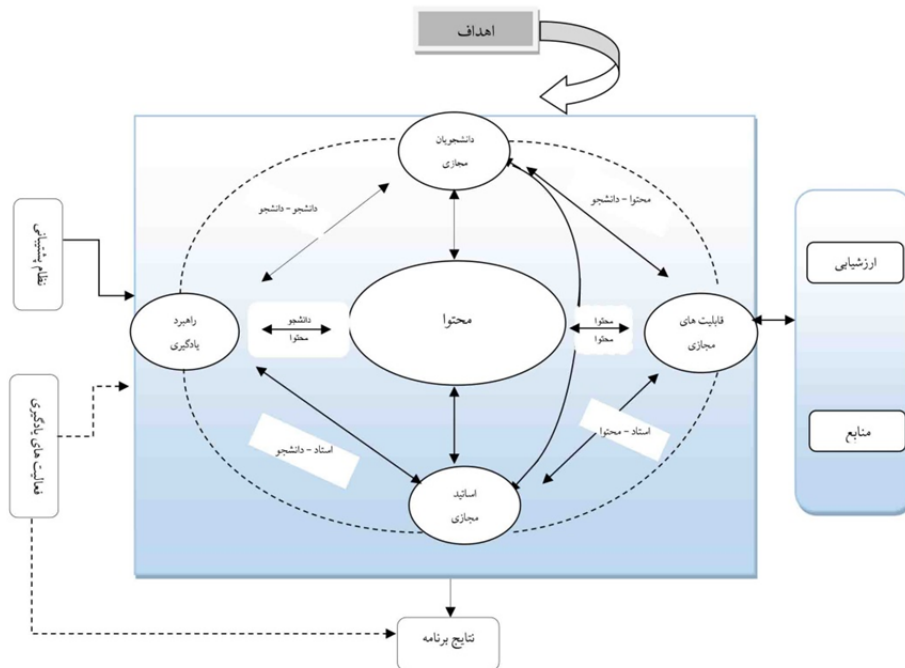 اهداف
دانشجویان
مجازی
دانشجو – دانشجو
محتوا – دانشجو
نظام پشتیبانی
ارزشیابی
راهبرد
یادگیری
دانشجو
محتوا
محتوا
محتوا
محتوا
قابلیت های
مجازی
فعالیت های یادگیری
استاد – دانشجو
استاد – محتوا
منابع
اساتید
مجازی
نتایج برنامه